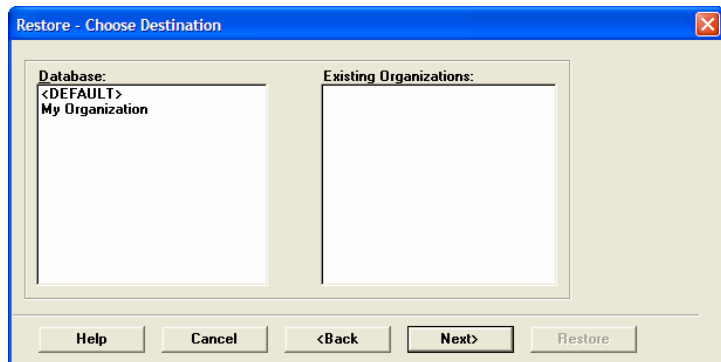 Restore - Choose Destination
Database:
<DEFAULT>
My Organization
Existing Organizations:
Help
Cancel
<Back
Next>
Restore